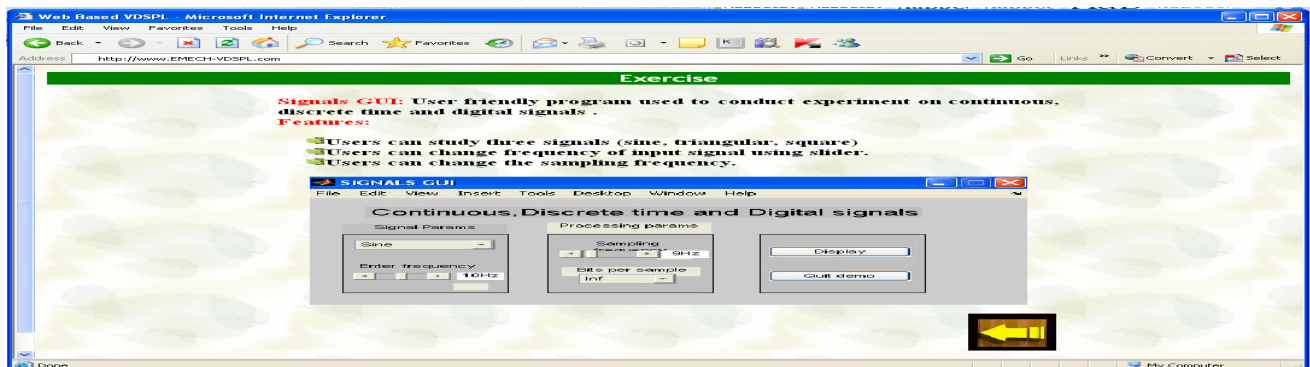 Web Based VDSPL - Microsoft Internet Explorer
File Edit View Favorites Tools Help
Back Search Favorites
Address http://www.EMECH-VDSPL.com Go Links » Convert Select
Exercise
Signals GUI: User friendly program used to conduct experiment on continuous,
discrete time and digital signals .
Features:
Users can study three signals (sine, triangular, square)
Users can change frequency of input signal using slider.
Users can change the sampling frequency.
SIGNALS GUI
File Edit View Insert Tools Desktop Window Help
Continuous,Discrete time and Digital signals
Signal Params Processing params
Sine Sampling
frequency 9Hz
Display
Enter frequency
10Hz
Bits per sample
Inf
Quit demo
Done My Computer